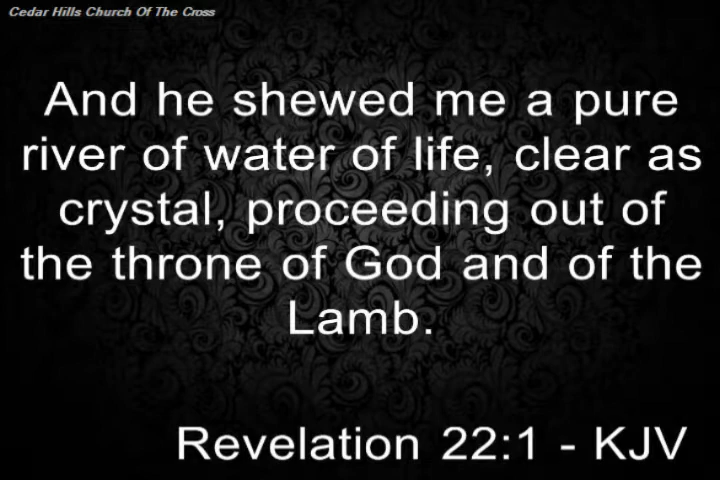 Cedar Hills Church Of The Cross
And he shewed me a pure
river of water of life, clear as
crystal, proceeding out of
the throne of God and of the
Lamb.
Revelation 22:1 - KJV